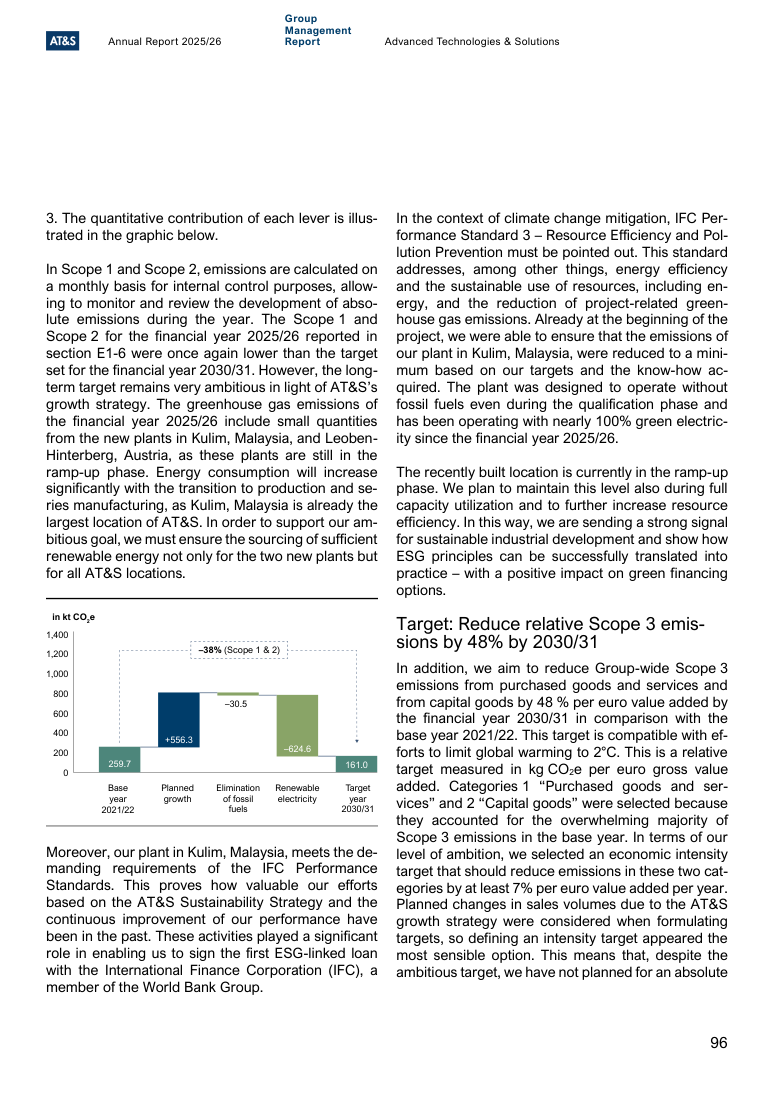 AT&S
Annual Report 2025/26
Group
Management
Report
Advanced Technologies & Solutions
3. The quantitative contribution of each lever is illus-
trated in the graphic below.
In Scope 1 and Scope 2, emissions are calculated on
a monthly basis for internal control purposes, allow-
ing to monitor and review the development of abso-
lute emissions during the year. The Scope 1 and
Scope 2 for the financial year 2025/26 reported in
section E1-6 were once again lower than the target
set for the financial year 2030/31. However, the long-
term target remains very ambitious in light of AT&S's
growth strategy. The greenhouse gas emissions of
the financial year 2025/26 include small quantities
from the new plants in Kulim, Malaysia, and Leoben-
Hinterberg, Austria, as these plants are still in the
ramp-up phase. Energy consumption will increase
significantly with the transition to production and se-
ries manufacturing, as Kulim, Malaysia is already the
largest location of AT&S. In order to support our am-
bitious goal, we must ensure the sourcing of sufficient
renewable energy not only for the two new plants but
for all AT&S locations.
in kt CO₂e
1,400
1,200
1,000
800
600
400
200
0
–38% (Scope 1 & 2)
259.7
+556.3
–30.5
–624.6
161.0
Base
year
2021/22
Planned
growth
Elimination
of fossil
fuels
Renewable
electricity
Target
year
2030/31
Moreover, our plant in Kulim, Malaysia, meets the de-
manding requirements of the IFC Performance
Standards. This proves how valuable our efforts
based on the AT&S Sustainability Strategy and the
continuous improvement of our performance have
been in the past. These activities played a significant
role in enabling us to sign the first ESG-linked loan
with the International Finance Corporation (IFC), a
member of the World Bank Group.
In the context of climate change mitigation, IFC Per-
formance Standard 3 – Resource Efficiency and Pol-
lution Prevention must be pointed out. This standard
addresses, among other things, energy efficiency
and the sustainable use of resources, including en-
ergy, and the reduction of project-related green-
house gas emissions. Already at the beginning of the
project, we were able to ensure that the emissions of
our plant in Kulim, Malaysia, were reduced to a mini-
mum based on our targets and the know-how ac-
quired. The plant was designed to operate without
fossil fuels even during the qualification phase and
has been operating with nearly 100% green electric-
ity since the financial year 2025/26.
The recently built location is currently in the ramp-up
phase. We plan to maintain this level also during full
capacity utilization and to further increase resource
efficiency. In this way, we are sending a strong signal
for sustainable industrial development and show how
ESG principles can be successfully translated into
practice – with a positive impact on green financing
options.
Target: Reduce relative Scope 3 emis-
sions by 48% by 2030/31
In addition, we aim to reduce Group-wide Scope 3
emissions from purchased goods and services and
from capital goods by 48 % per euro value added by
the financial year 2030/31 in comparison with the
base year 2021/22. This target is compatible with ef-
forts to limit global warming to 2°C. This is a relative
target measured in kg CO₂e per euro gross value
added. Categories 1 “Purchased goods and ser-
vices” and 2 “Capital goods” were selected because
they accounted for the overwhelming majority of
Scope 3 emissions in the base year. In terms of our
level of ambition, we selected an economic intensity
target that should reduce emissions in these two cat-
egories by at least 7% per euro value added per year.
Planned changes in sales volumes due to the AT&S
growth strategy were considered when formulating
targets, so defining an intensity target appeared the
most sensible option. This means that, despite the
ambitious target, we have not planned for an absolute
96